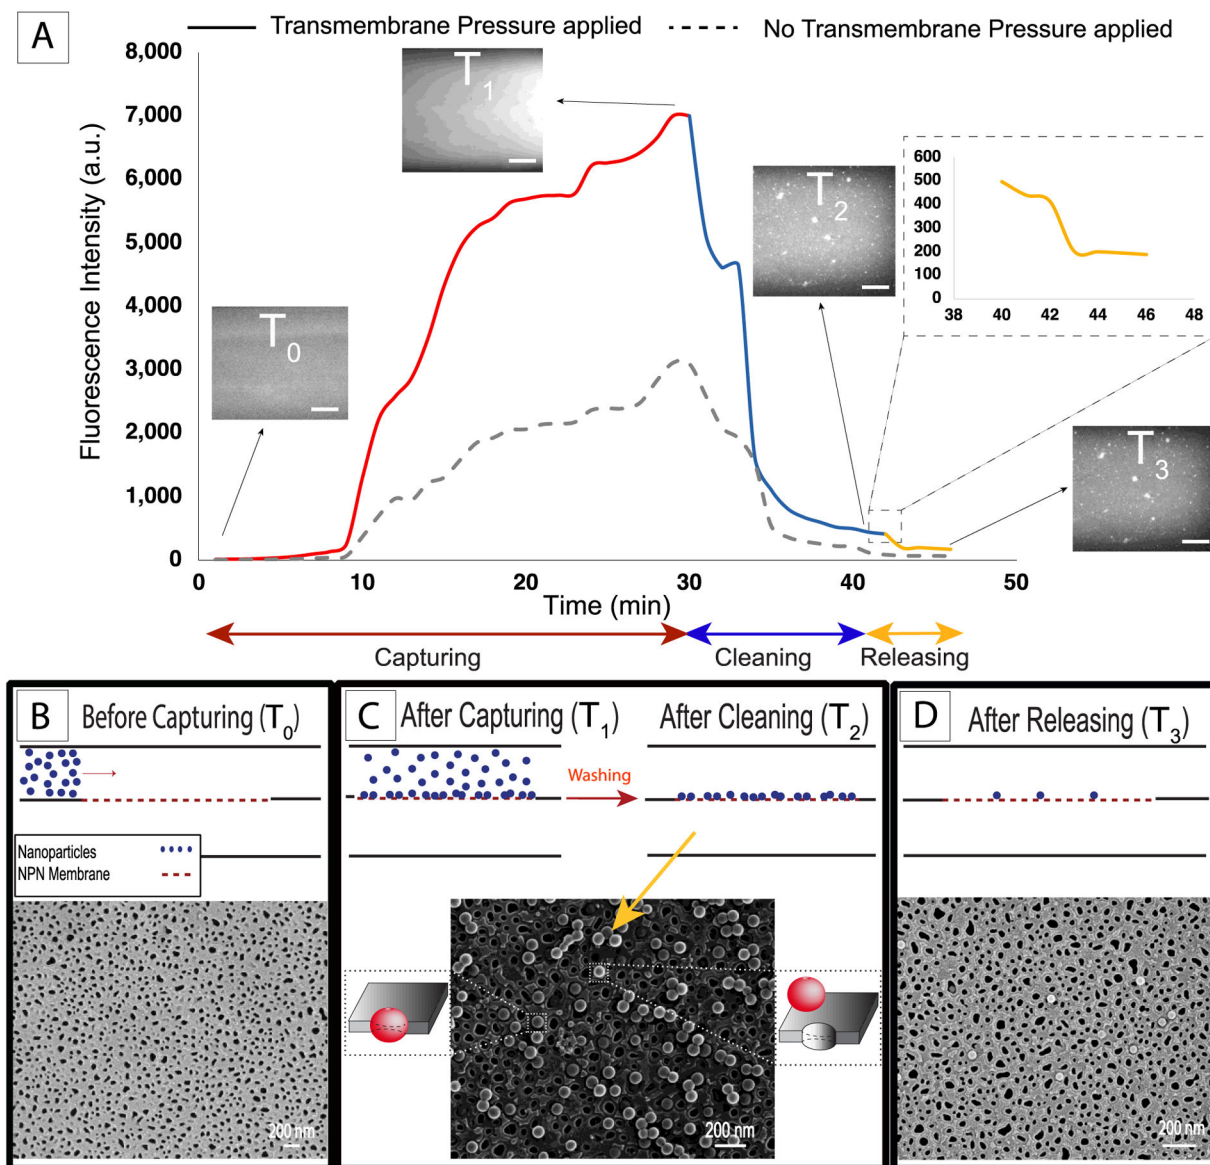 A
Transmembrane Pressure applied
No Transmembrane Pressure applied
Fluorescence Intensity (a.u.)
8,000
7,000
6,000
5,000
4,000
3,000
2,000
1,000
0
T0
T1
T2
T3
600
500
400
300
200
100
0
38 40 42 44 46 48
0 10 20 30 40 50
Time (min)
Capturing
Cleaning
Releasing
B
Before Capturing (T0)
Nanoparticles
NPN Membrane
200 nm
C
After Capturing (T1)
Washing
After Cleaning (T2)
200 nm
D
After Releasing (T3)
200 nm